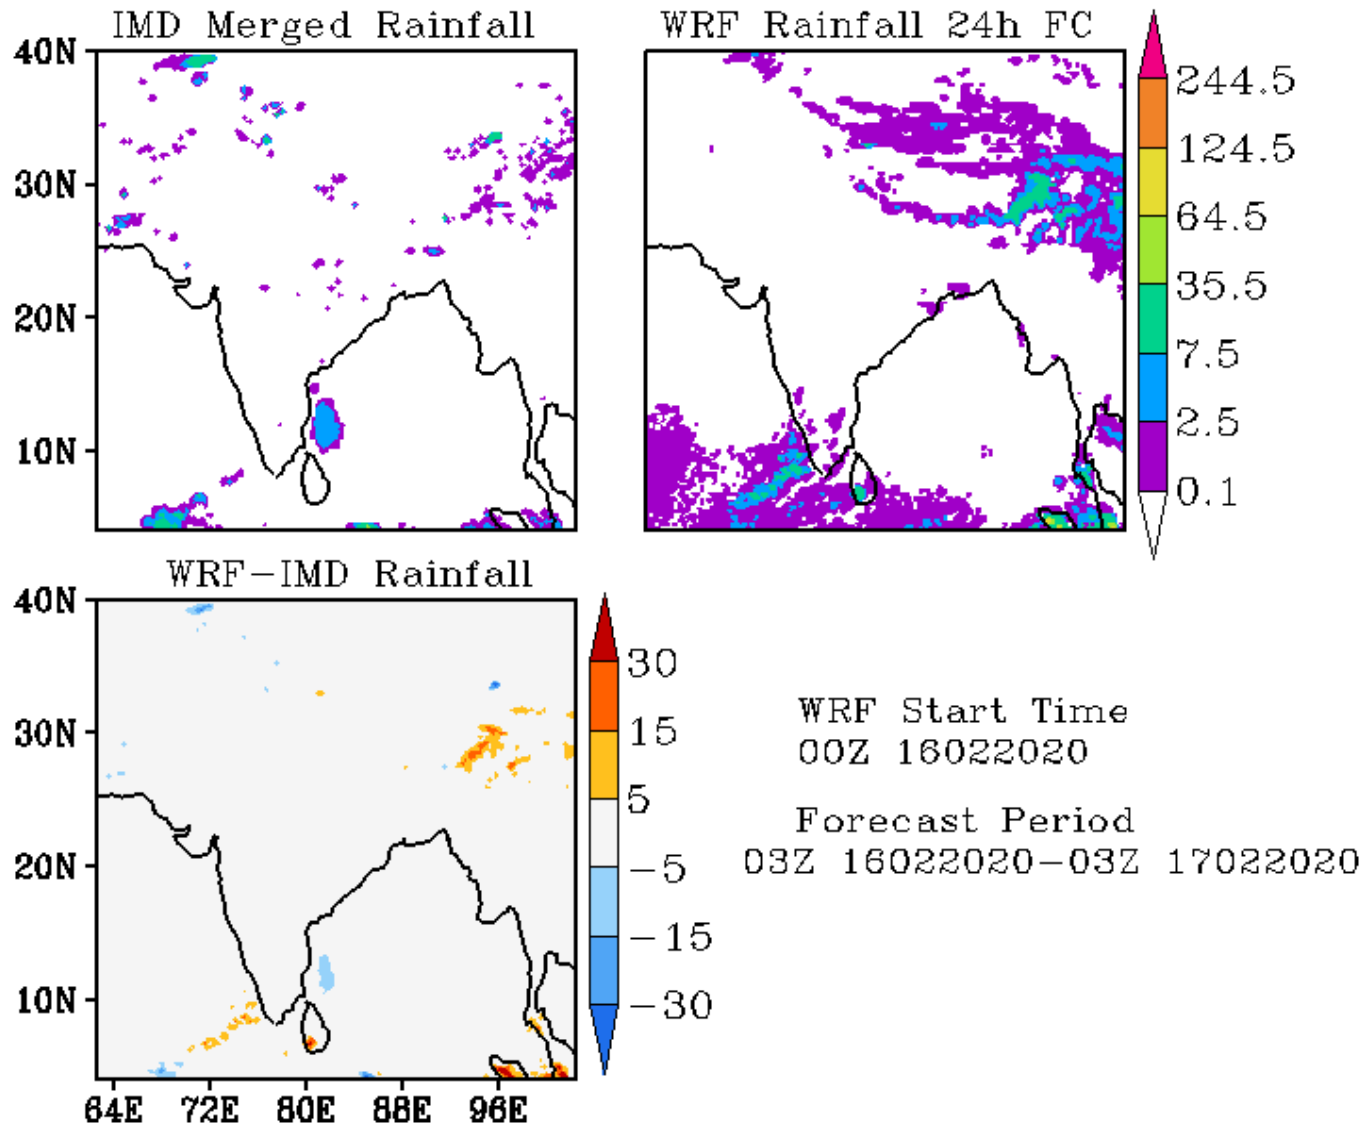 IMD Merged Rainfall
WRF Rainfall 24h FC
40N
30N
20N
10N
244.5
124.5
64.5
35.5
7.5
2.5
0.1
WRF-IMD Rainfall
40N
30N
20N
10N
64E 72E 80E 88E 96E
30
15
5
-5
-15
-30
WRF Start Time
00Z 16022020
Forecast Period
03Z 16022020-03Z 17022020